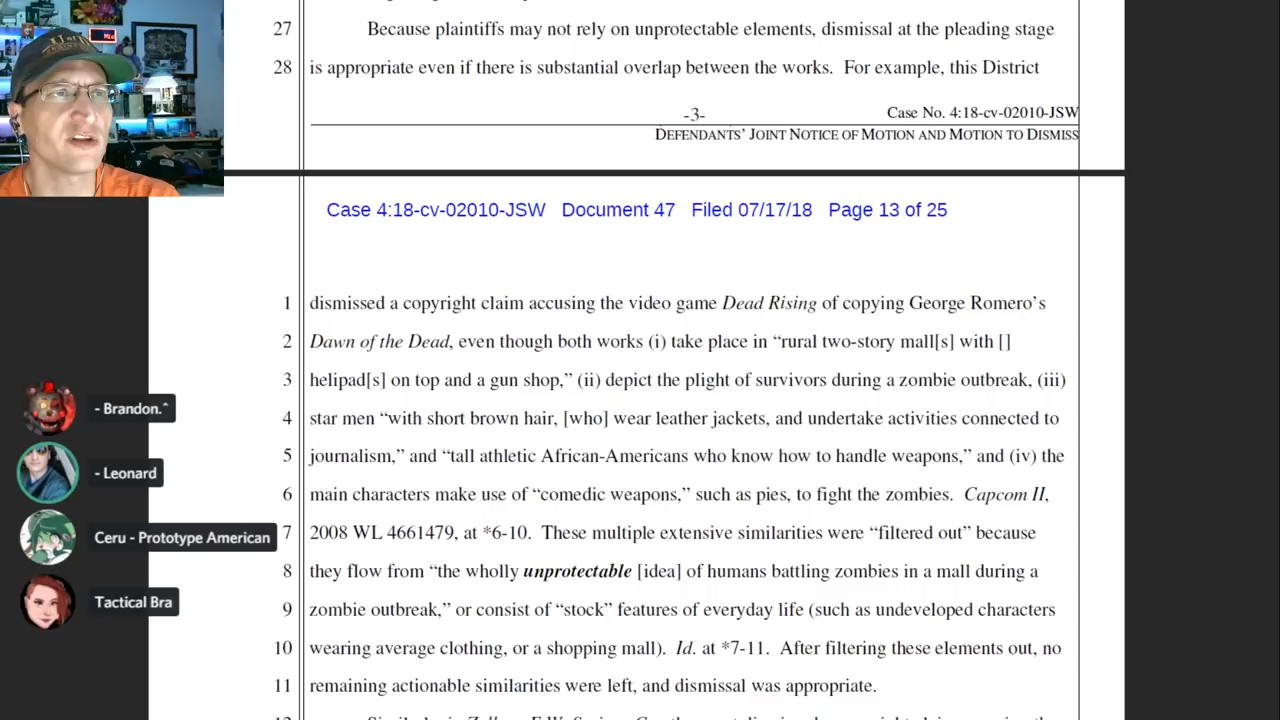 27 Because plaintiffs may not rely on unprotectable elements, dismissal at the pleading stage
28 is appropriate even if there is substantial overlap between the works. For example, this District
-3- Case No. 4:18-cv-02010-JSW
DEFENDANTS' JOINT NOTICE OF MOTION AND MOTION TO DISMISS
Case 4:18-cv-02010-JSW Document 47 Filed 07/17/18 Page 13 of 25
1 dismissed a copyright claim accusing the video game Dead Rising of copying George Romero's
2 Dawn of the Dead, even though both works (i) take place in “rural two-story mall[s] with []
3 helipad[s] on top and a gun shop,” (ii) depict the plight of survivors during a zombie outbreak, (iii)
4 star men “with short brown hair, [who] wear leather jackets, and undertake activities connected to
5 journalism,” and “tall athletic African-Americans who know how to handle weapons,” and (iv) the
6 main characters make use of “comedic weapons,” such as pies, to fight the zombies. Capcom II,
7 2008 WL 4661479, at *6-10. These multiple extensive similarities were “filtered out” because
8 they flow from “the wholly unprotectable [idea] of humans battling zombies in a mall during a
9 zombie outbreak,” or consist of “stock” features of everyday life (such as undeveloped characters
10 wearing average clothing, or a shopping mall). Id. at *7-11. After filtering these elements out, no
11 remaining actionable similarities were left, and dismissal was appropriate.
- Brandon.^
- Leonard
Ceru - Prototype American
Tactical Bra